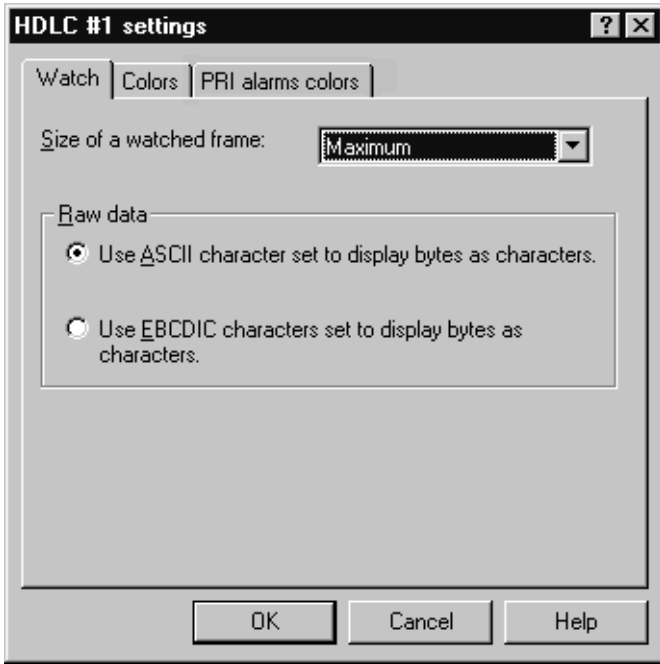 HDLC #1 settings
Watch
Colors
PRI alarms colors
Size of a watched frame:
Maximum
Raw data
Use ASCII character set to display bytes as characters.
Use EBCDIC characters set to display bytes as
characters.
OK
Cancel
Help